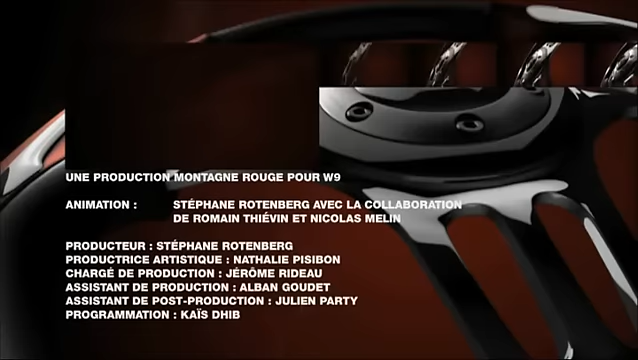 UNE PRODUCTION MONTAGNE ROUGE POUR W9
ANIMATION : STÉPHANE ROTENBERG AVEC LA COLLABORATION
DE ROMAIN THIÉVIN ET NICOLAS MELIN
PRODUCTEUR : STÉPHANE ROTENBERG
PRODUCTRICE ARTISTIQUE : NATHALIE PISIBON
CHARGÉ DE PRODUCTION : JÉRÔME RIDEAU
ASSISTANT DE PRODUCTION : ALBAN GOUDET
ASSISTANT DE POST-PRODUCTION : JULIEN PARTY
PROGRAMMATION : KAÏS DHIB